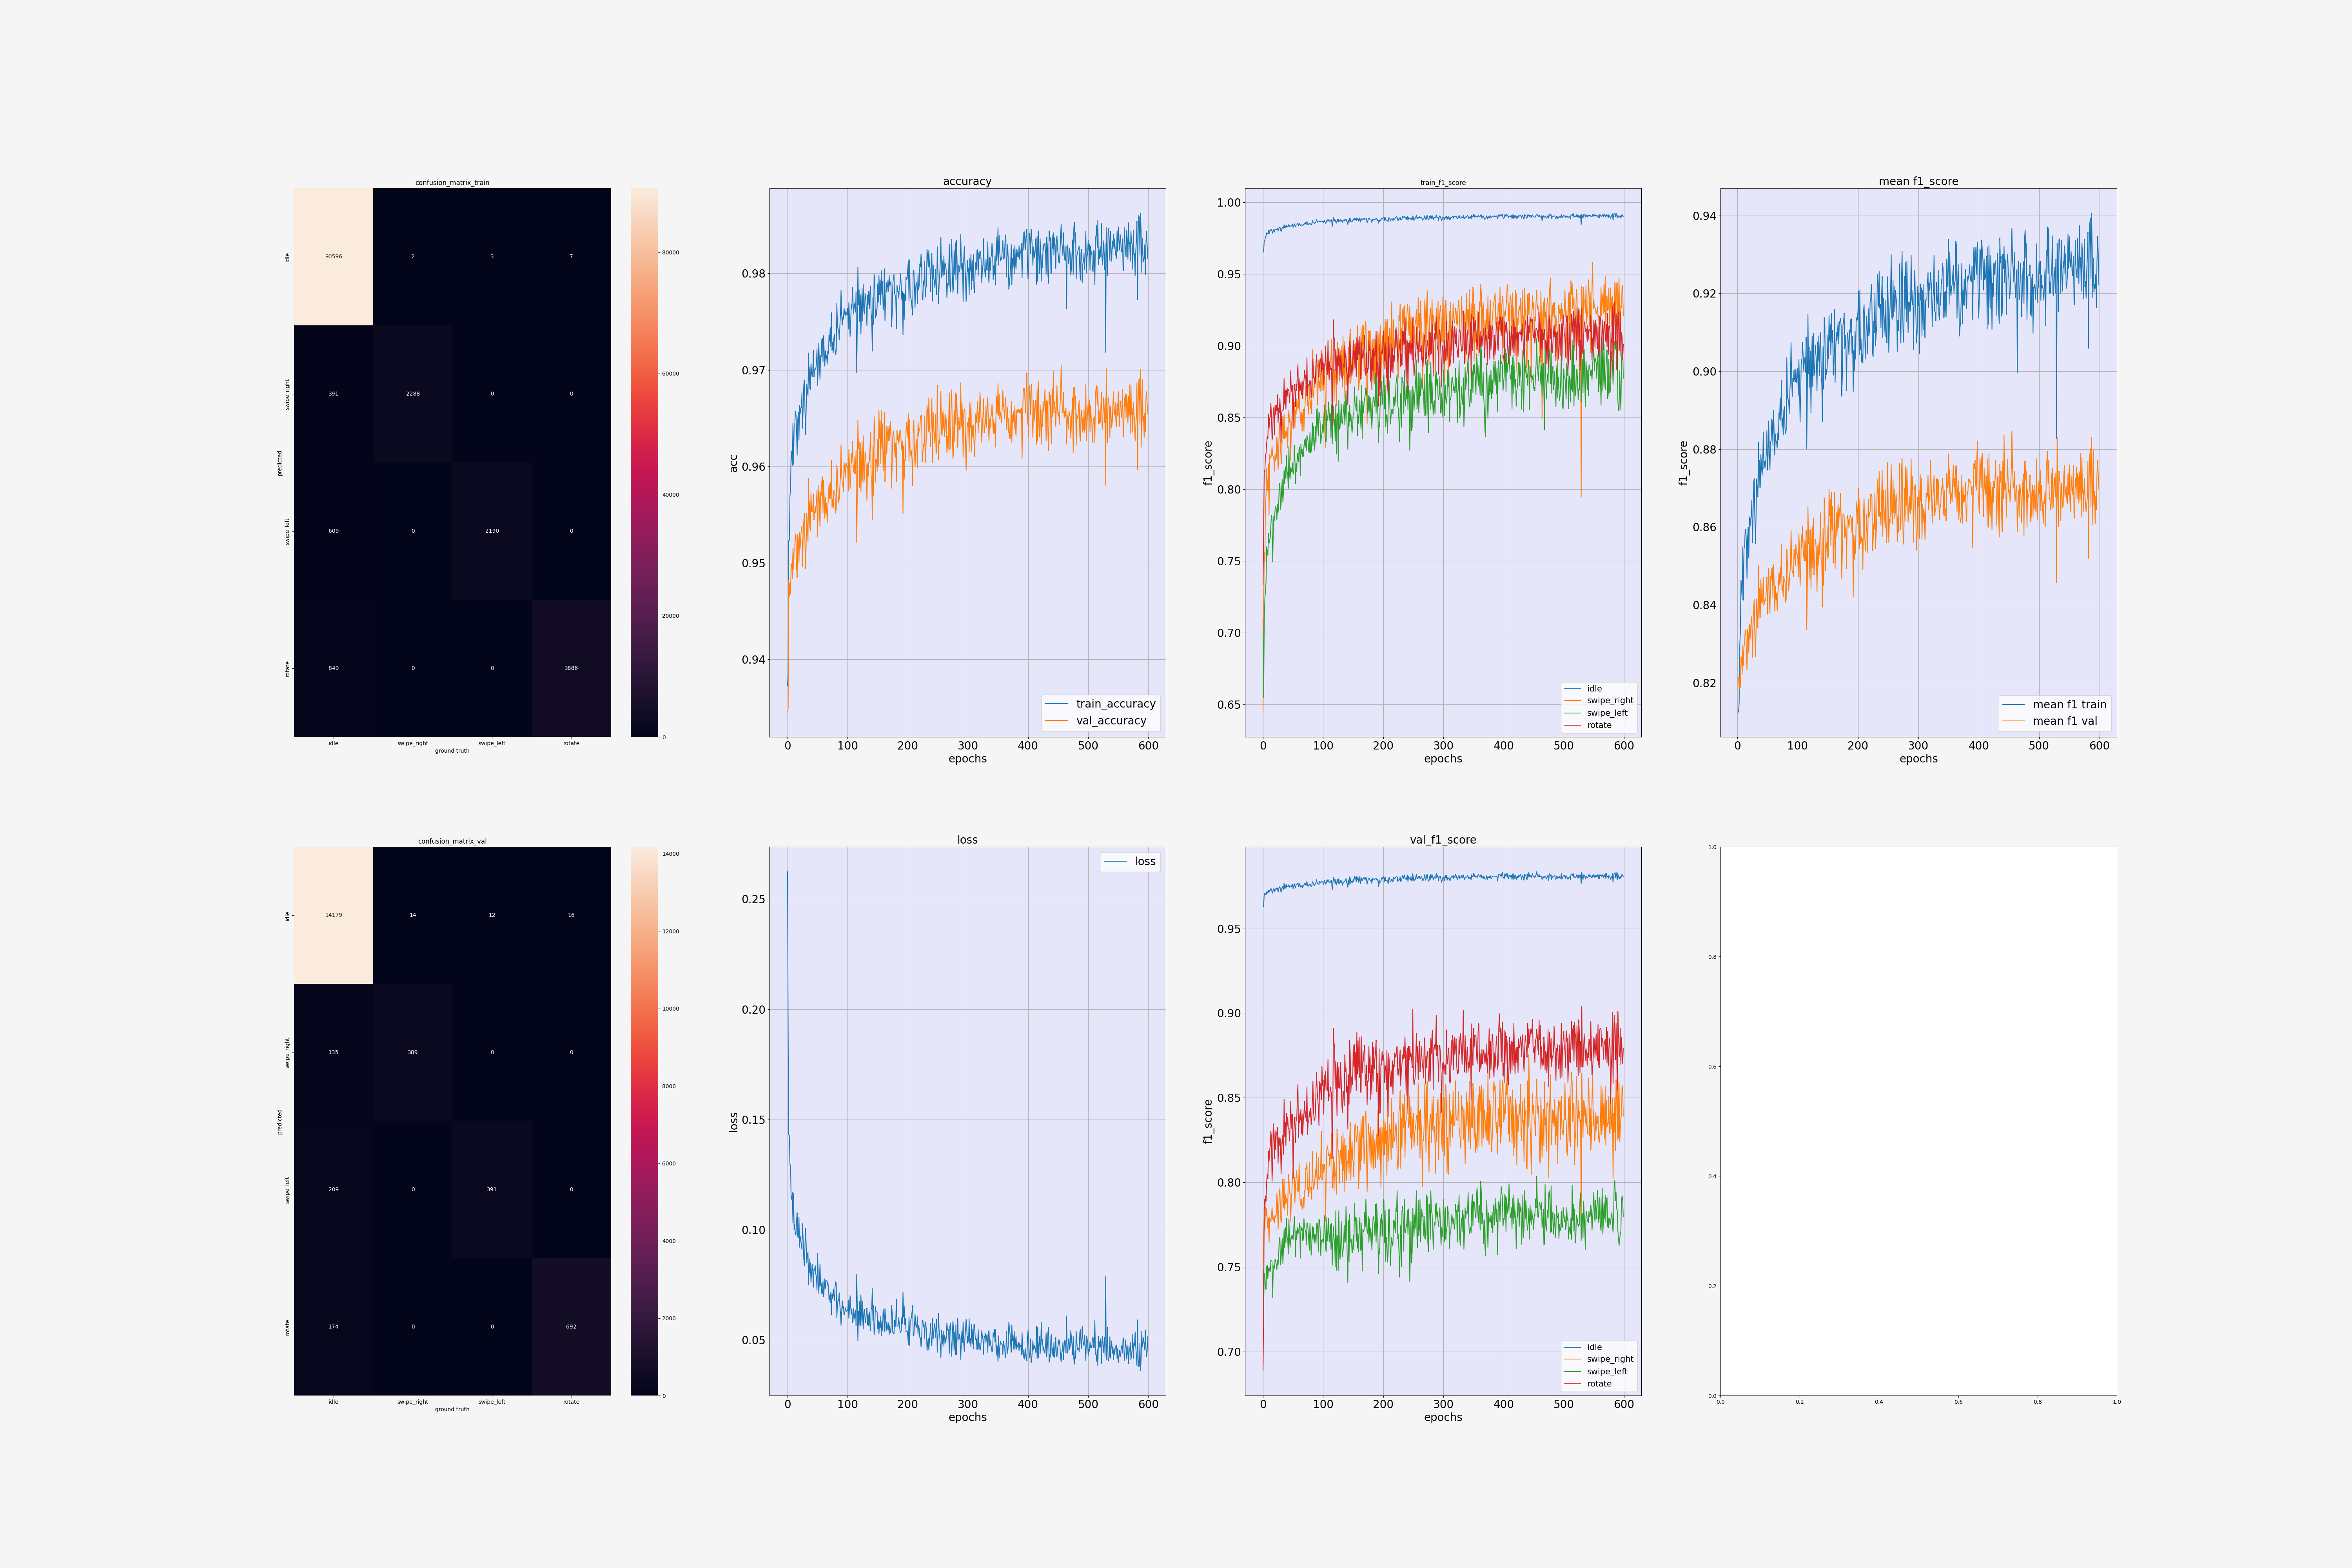 confusion_matrix_train
idle
swipe_right
predicted
swipe_left
rotate
90596 2 3 7
391 2288 0 0
609 0 2190 0
849 0 0 3886
idle swipe_right swipe_left rotate
ground truth
80000
60000
40000
20000
0
accuracy
acc
0.98
0.97
0.96
0.95
0.94
train_accuracy
val_accuracy
0 100 200 300 400 500 600
epochs
train_f1_score
f1_score
1.00
0.95
0.90
0.85
0.80
0.75
0.70
0.65
idle
swipe_right
swipe_left
rotate
0 100 200 300 400 500 600
epochs
mean f1_score
f1_score
0.94
0.92
0.90
0.88
0.86
0.84
0.82
mean f1 train
mean f1 val
0 100 200 300 400 500 600
epochs
confusion_matrix_val
idle
swipe_right
predicted
swipe_left
rotate
14179 14 12 16
135 389 0 0
209 0 391 0
174 0 0 692
idle swipe_right swipe_left rotate
ground truth
14000
12000
10000
8000
6000
4000
2000
0
loss
loss
loss
0.25
0.20
0.15
0.10
0.05
0 100 200 300 400 500 600
epochs
val_f1_score
f1_score
0.95
0.90
0.85
0.80
0.75
0.70
idle
swipe_right
swipe_left
rotate
0 100 200 300 400 500 600
epochs
1.0
0.8
0.6
0.4
0.2
0.0
0.0 0.2 0.4 0.6 0.8 1.0